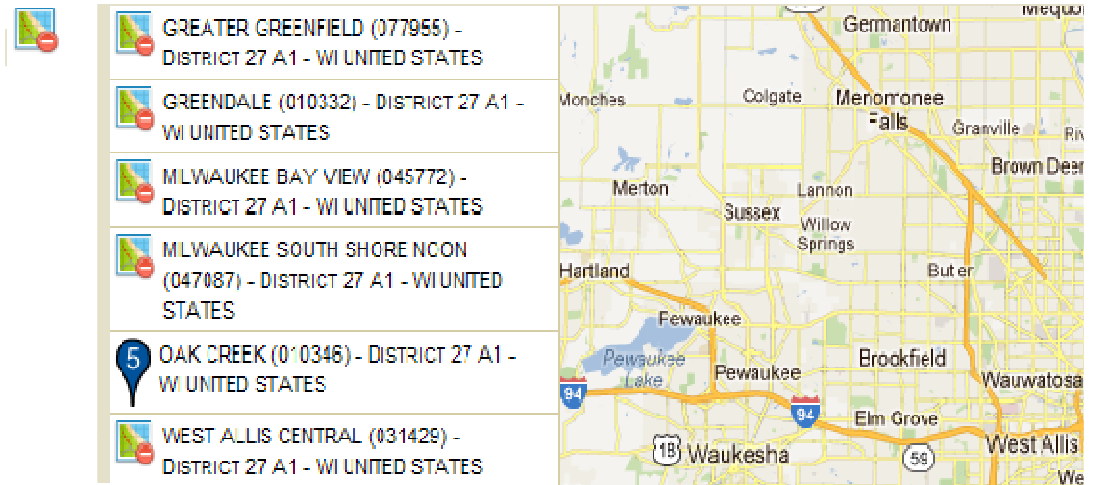 GREATER GREENFIELD (077955) -
DISTRICT 27 A1 - WI UNITED STATES
GREENDALE (010332) - DISTRICT 27 A1 -
WI UNITED STATES
MILWAUKEE BAY VIEW (045772) -
DISTRICT 27 A1 - WI UNITED STATES
MILWAUKEE SOUTH SHORE NOON
(047087) - DISTRICT 27 A1 - WI UNITED
STATES
5
OAK CREEK (010346) - DISTRICT 27 A1 -
WI UNITED STATES
WEST ALLIS CENTRAL (031429) -
DISTRICT 27 A1 - WI UNITED STATES
Mequo
Germantown
Monches
Colgate
Menomonee
Falls
Granville
Riv
Brown Deer
Merton
Lannon
Sussex
Willow
Springs
Hartland
Butler
Pewaukee
Pewaukee
Lake
Pewaukee
Brookfield
Wauwatosa
94
94
Elm Grove
18
Waukesha
59
West Allis
We